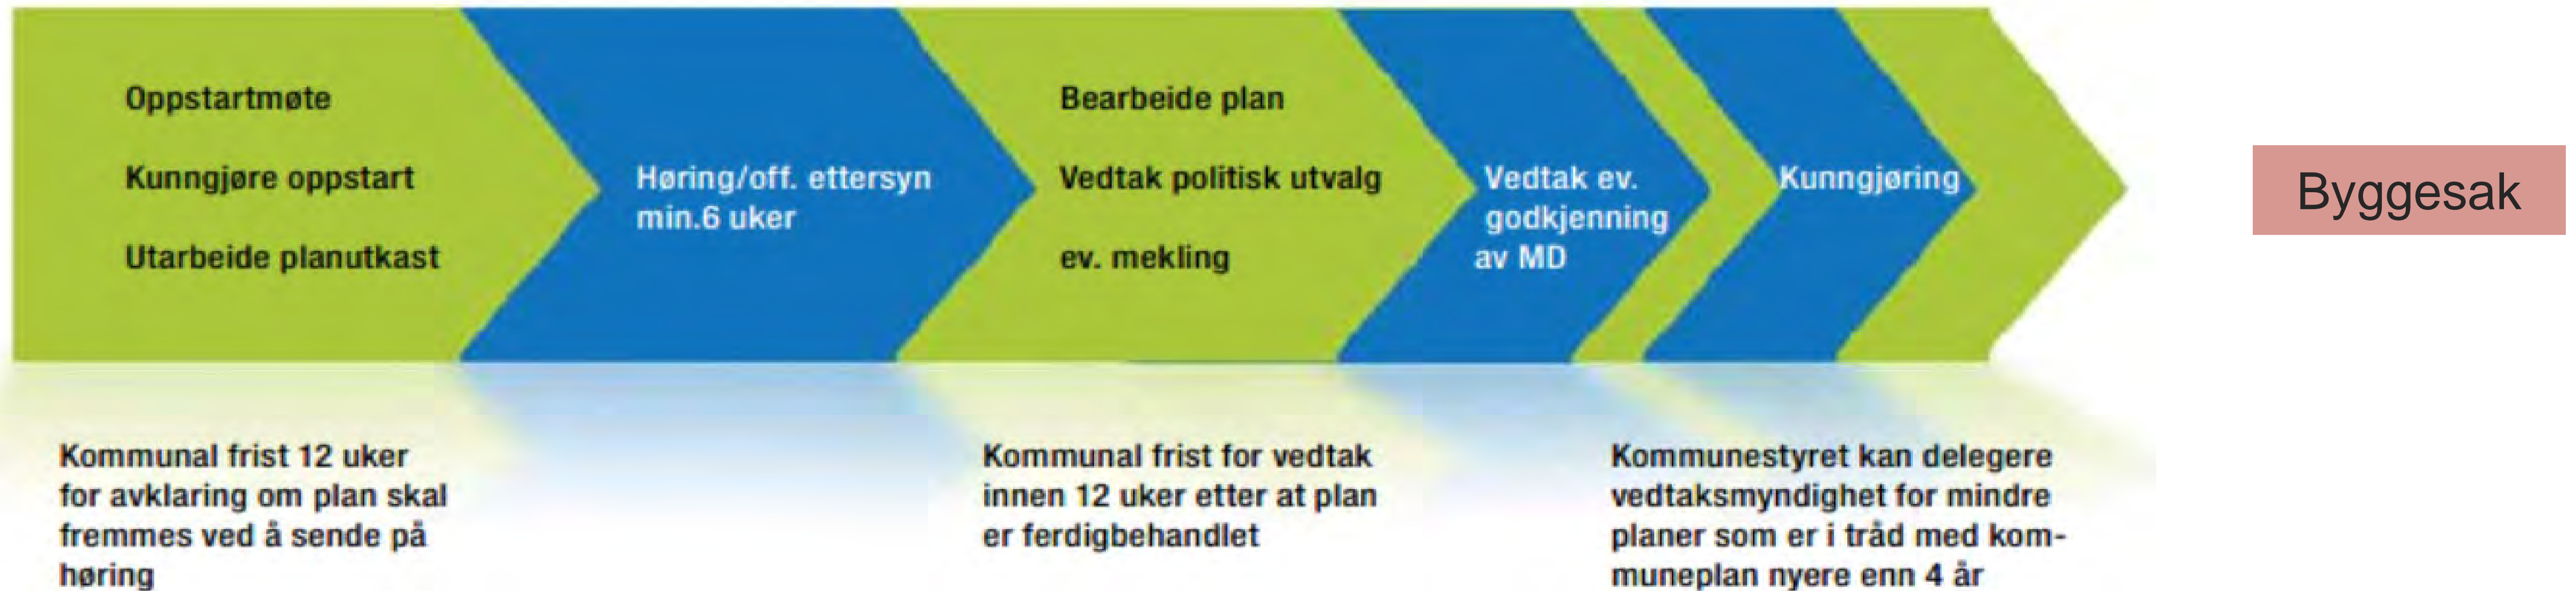 Oppstartmøte
Kunngjøre oppstart
Utarbeide planutkast
Høring/off. ettersyn
min.6 uker
Bearbeide plan
Vedtak politisk utvalg
ev. mekling
Vedtak ev.
godkjenning
av MD
Kunngjøring
Byggesak
Kommunal frist 12 uker
for avklaring om plan skal
fremmes ved å sende på
høring
Kommunal frist for vedtak
innen 12 uker etter at plan
er ferdigbehandlet
Kommunestyret kan delegere
vedtaksmyndighet for mindre
planer som er i tråd med kom-
muneplan nyere enn 4 år